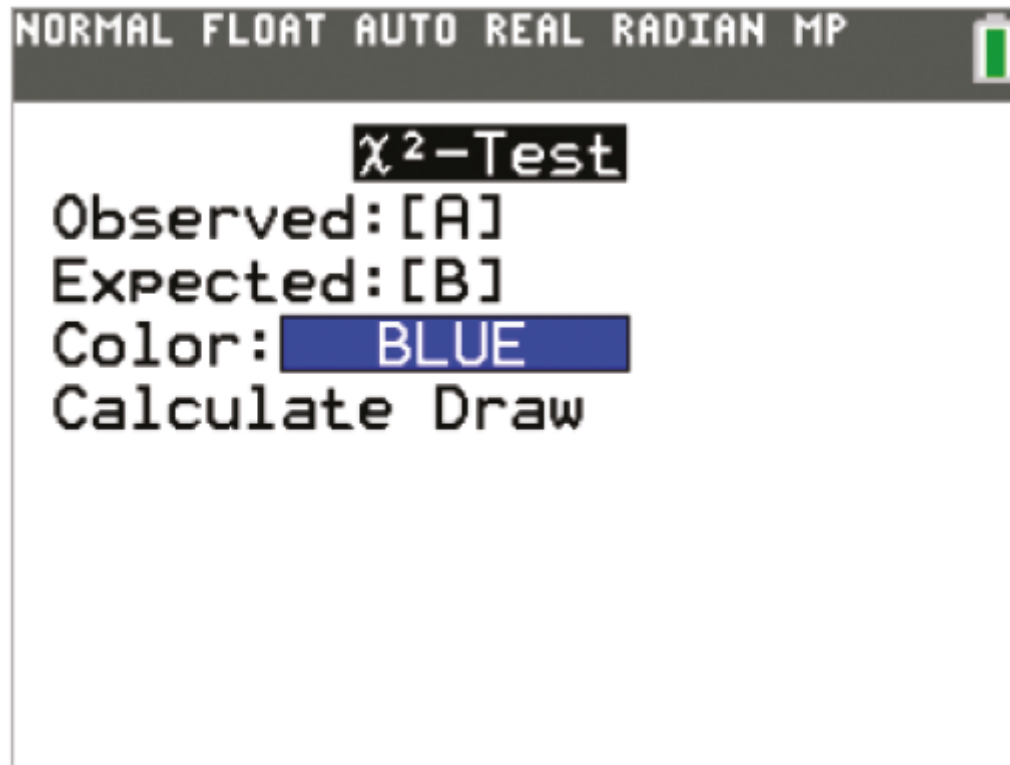 NORMAL FLOAT AUTO REAL RADIAN MP
χ²-Test
Observed:[A]
Expected:[B]
Color: BLUE
Calculate Draw